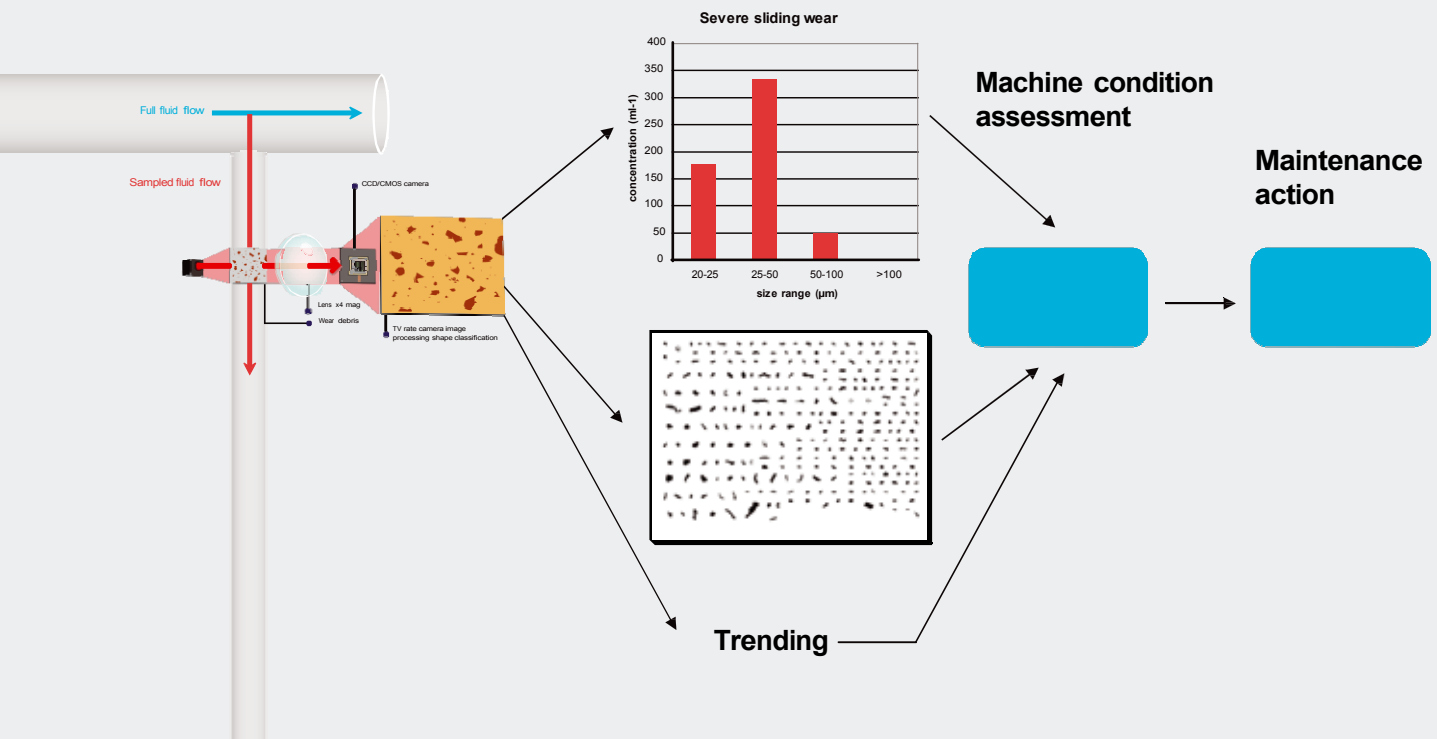 Severe sliding wear
400
350
300
250
200
150
100
50
0
concentration (ml-1)
20-25 25-50 50-100 >100
size range (µm)
Full fluid flow
Sampled fluid flow
CCD/CMOS camera
Lens x4 mag
Wear debris
TV rate camera image
processing shape classification
Machine condition
assessment
Maintenance
action
Trending